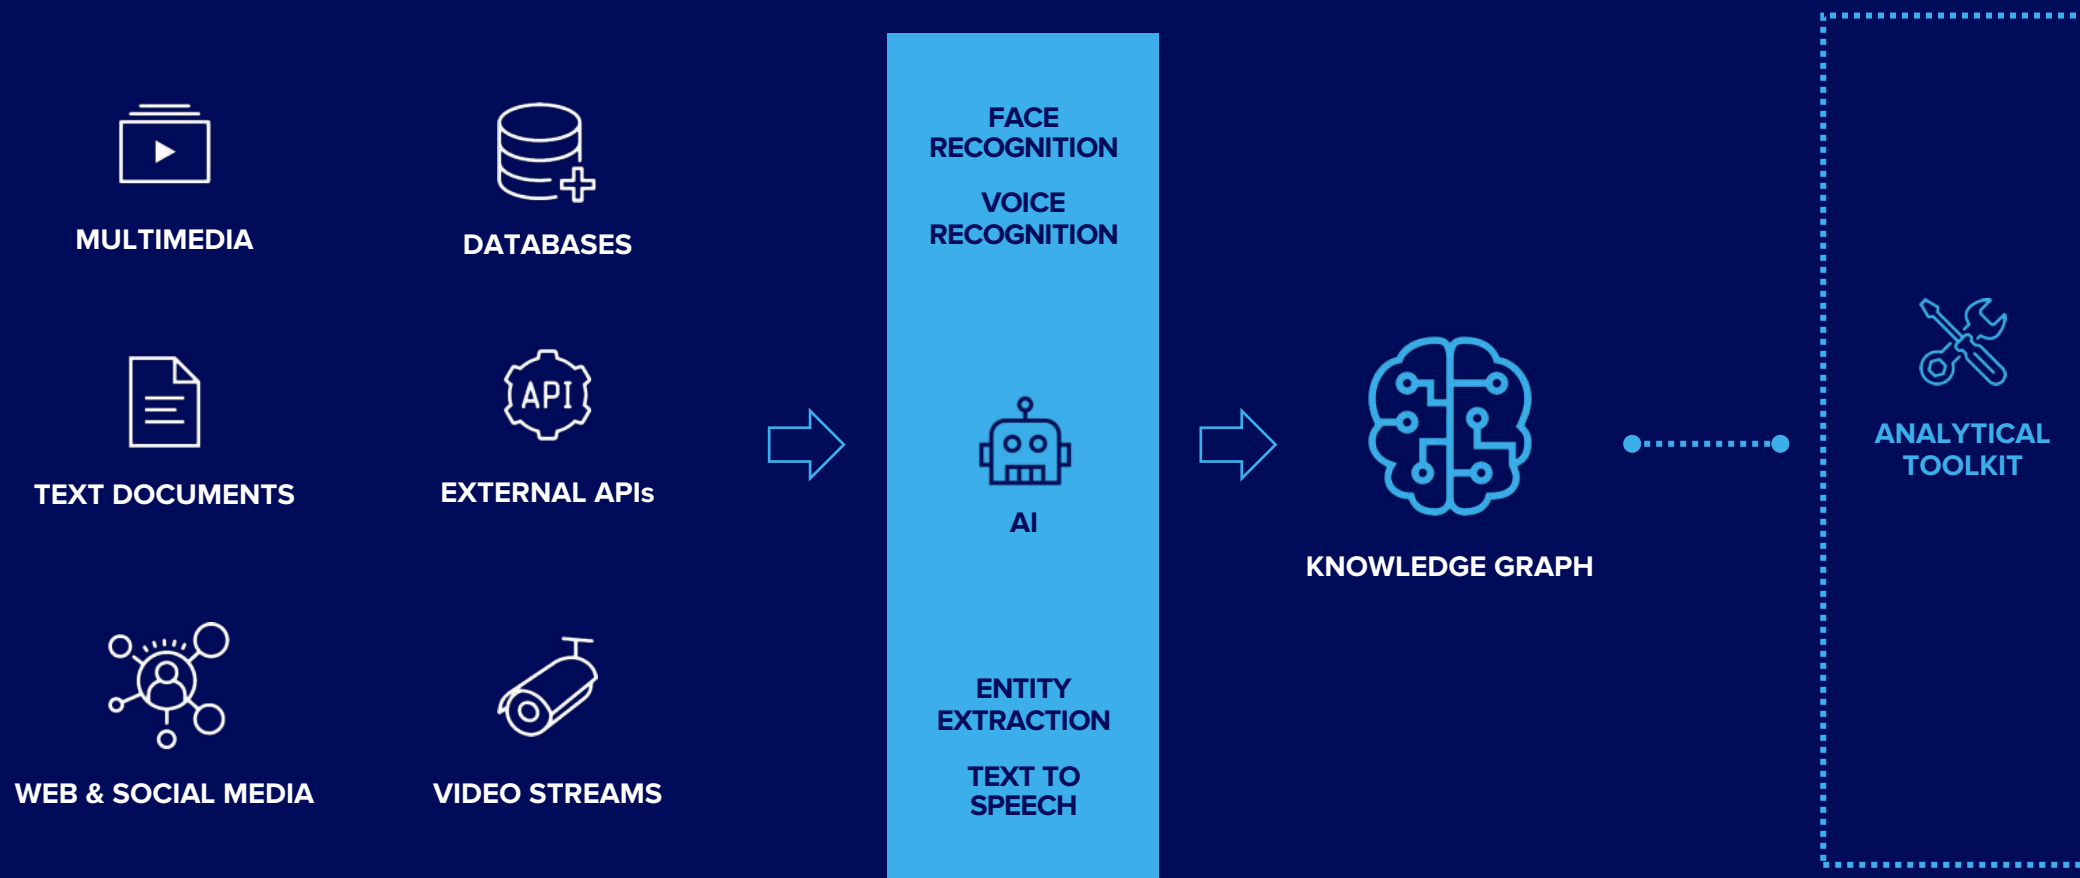 MULTIMEDIA
DATABASES
TEXT DOCUMENTS
API
EXTERNAL APIs
WEB & SOCIAL MEDIA
VIDEO STREAMS
FACE
RECOGNITION
VOICE
RECOGNITION
AI
ENTITY
EXTRACTION
TEXT TO
SPEECH
KNOWLEDGE GRAPH
ANALYTICAL
TOOLKIT